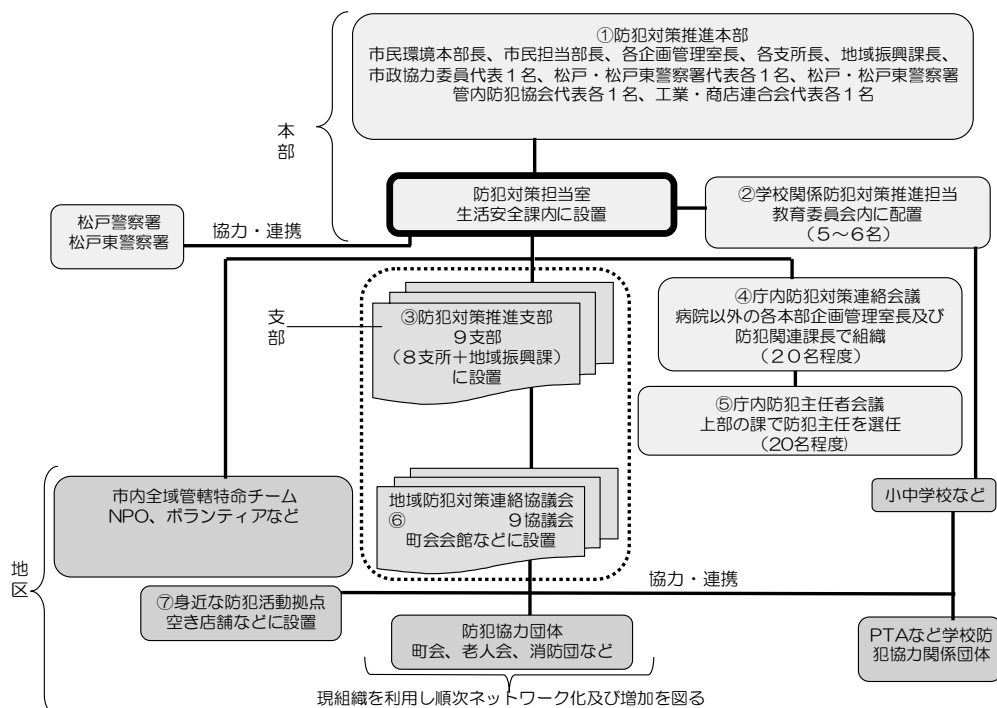 ①防犯対策推進本部
市民環境本部長、市民担当部長、各企画管理室長、各支所長、地域振興課長、
市政協力委員代表１名、松戸・松戸東警察署代表各１名、松戸・松戸東警察署
管内防犯協会代表各１名、工業・商店連合会代表各１名
本部
防犯対策担当室
生活安全課内に設置
②学校関係防犯対策推進担当
教育委員会内に配置
（５～６名）
松戸警察署
松戸東警察署
協力・連携
支部
③防犯対策推進支部
９支部
（８支所＋地域振興課）
に設置
④庁内防犯対策連絡会議
病院以外の各本部企画管理室長及び
防犯関連課長で組織
（２０名程度）
⑤庁内防犯主任者会議
上部の課で防犯主任を選任
（20名程度）
地区
市内全域管轄特命チーム
NPO、ボランティアなど
地域防犯対策連絡協議会
⑥ ９協議会
町会会館などに設置
小中学校など
協力・連携
⑦身近な防犯活動拠点
空き店舗などに設置
防犯協力団体
町会、老人会、消防団など
PTAなど学校防
犯協力関係団体
現組織を利用し順次ネットワーク化及び増加を図る